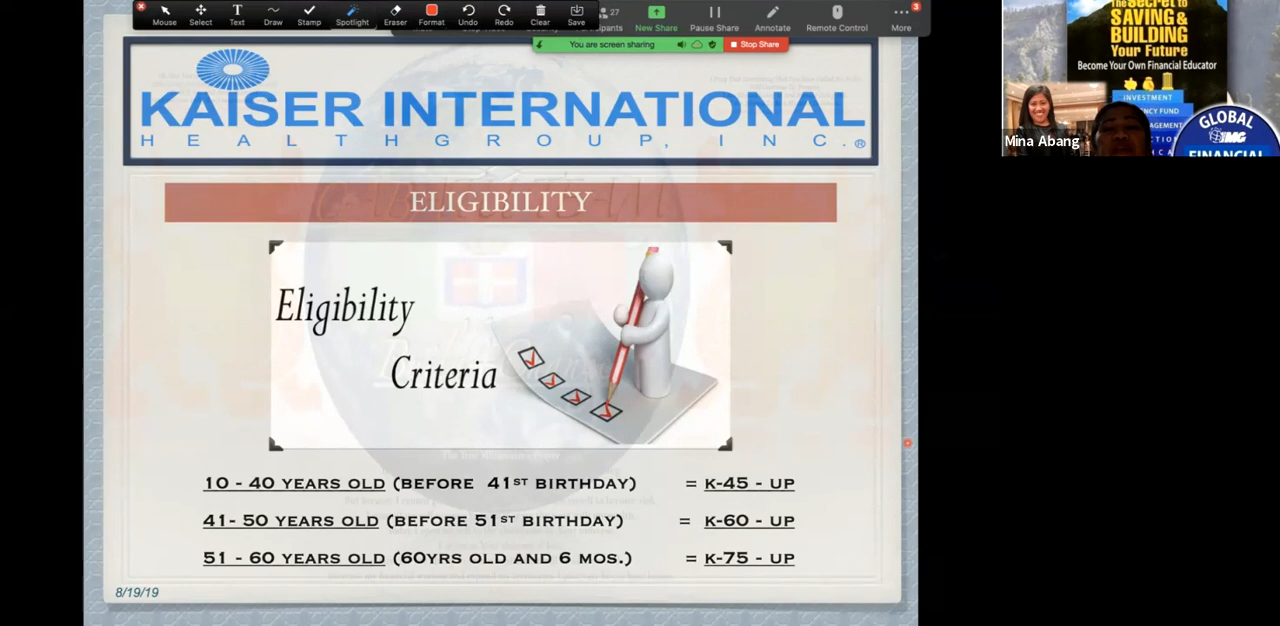 Mouse Select Text Draw Stamp Spotlight Eraser Format Undo Redo Clear Save
27 New Share Pause Share Annotate Remote Control More 3
You are screen sharing Stop Share
KAISER INTERNATIONAL
HEALTHGROUP, INC.®
ELIGIBILITY
Eligibility
Criteria
10 - 40 YEARS OLD (BEFORE 41ST BIRTHDAY) = K-45 - UP
41- 50 YEARS OLD (BEFORE 51ST BIRTHDAY) = K-60 - UP
51 - 60 YEARS OLD (60YRS OLD AND 6 MOS.) = K-75 - UP
8/19/19
The Secret to
SAVING &
BUILDING
Your Future
Become Your Own Financial Educator
INVESTMENT
Mina Abang
GLOBAL
IMG
FINANCIAL